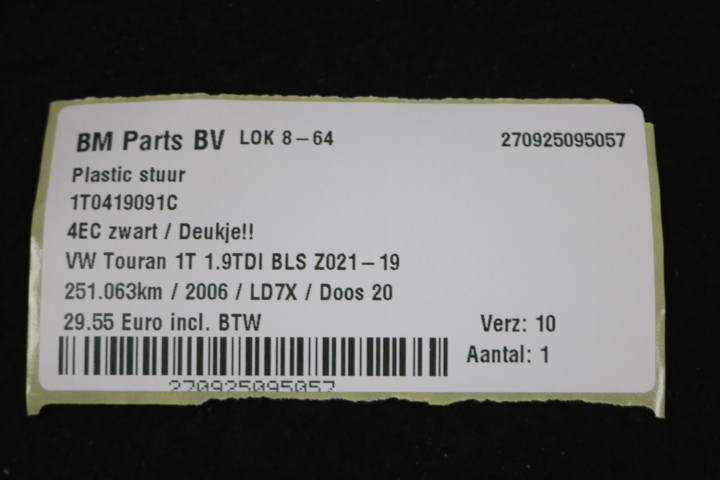 BM Parts BV LOK 8-64 270925095057
Plastic stuur
1T0419091C
4EC zwart / Deukje!!
VW Touran 1T 1.9TDI BLS Z021-19
251.063km / 2006 / LD7X / Doos 20
29.55 Euro incl. BTW Verz: 10
Aantal: 1
270925095057